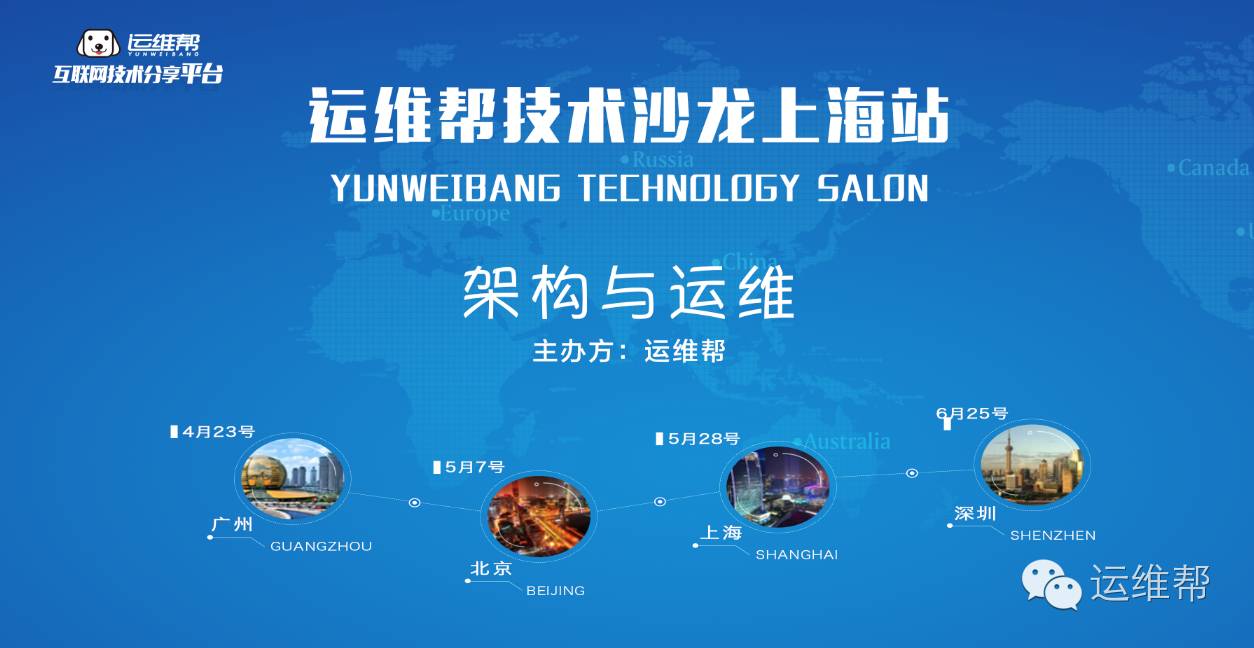 运维帮
YUNWEIBANG
互联网技术分享平台
运维帮技术沙龙上海站
Russia
Canada
YUNWEIBANG TECHNOLOGY SALON
Europe
China
架构与运维
主办方：运维帮
4月23号
5月7号
5月28号
6月25号
Australia
广州
GUANGZHOU
北京
BEIJING
上海
SHANGHAI
深圳
SHENZHEN
运维帮